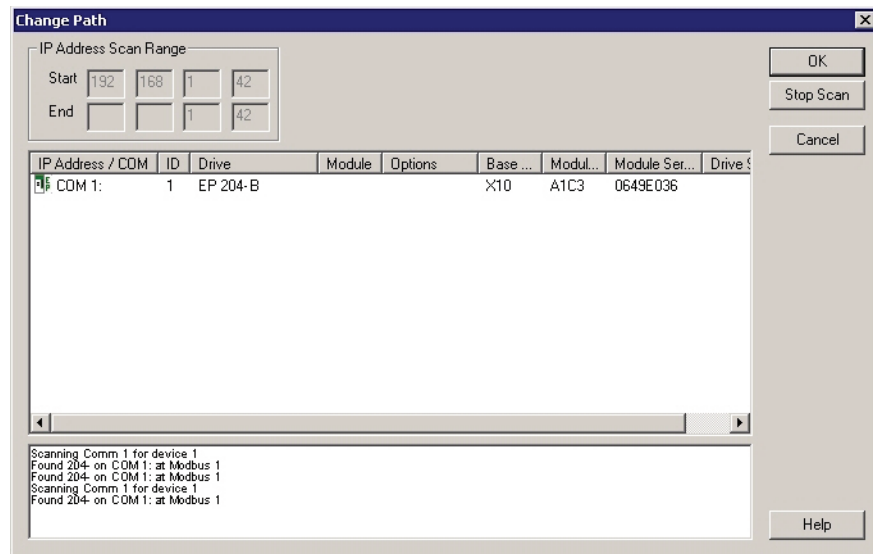 Change Path
IP Address Scan Range
Start 192 168 1 42
End 1 42
OK
Stop Scan
Cancel
IP Address / COM ID Drive Module Options Base ... Modul... Module Ser... Drive S
COM 1: 1 EP 204-B X10 A1C3 0649E036
Scanning Comm 1 for device 1
Found 204- on COM 1: at Modbus 1
Found 204- on COM 1: at Modbus 1
Scanning Comm 1 for device 1
Found 204- on COM 1: at Modbus 1
Help